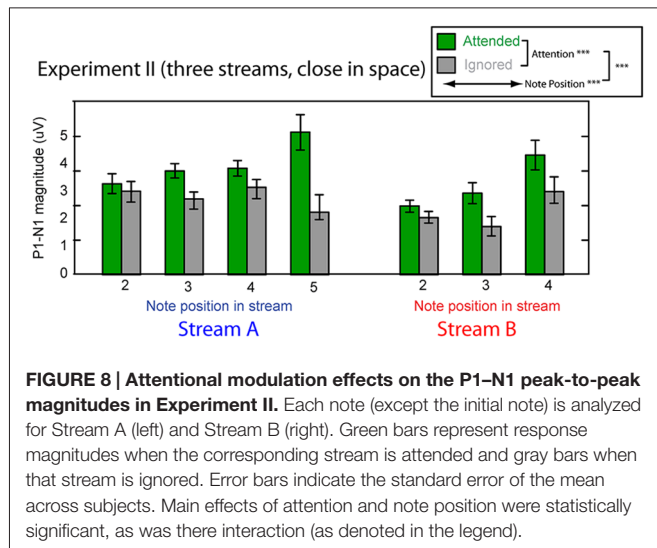 Attended
Ignored
Attention ***
***
Note Position ***
Experiment II (three streams, close in space)
P1-N1 magnitude (uV)
5
4
3
2
1
0
2 3 4 5 2 3 4
Note position in stream Note position in stream
Stream A Stream B
FIGURE 8 | Attentional modulation effects on the P1–N1 peak-to-peak
magnitudes in Experiment II. Each note (except the initial note) is analyzed
for Stream A (left) and Stream B (right). Green bars represent response
magnitudes when the corresponding stream is attended and gray bars when
that stream is ignored. Error bars indicate the standard error of the mean
across subjects. Main effects of attention and note position were statistically
significant, as was there interaction (as denoted in the legend).